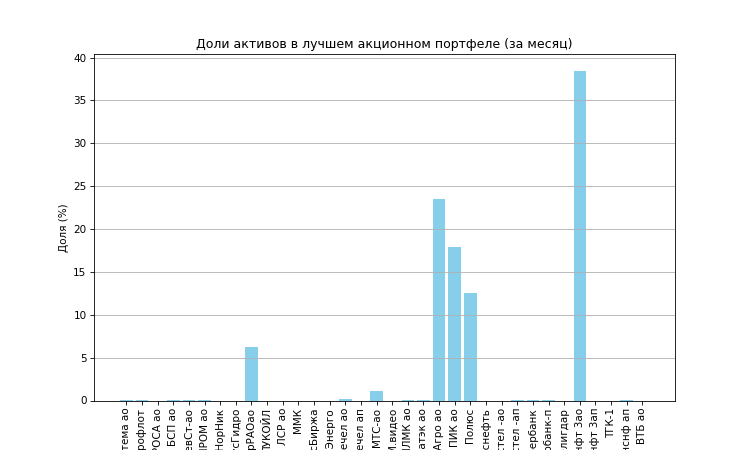 Доли активов в лучшем акционном портфеле (за месяц)
Доля (%)
40
35
30
25
20
15
10
5
0
тема ао
рофлот
РОСА ао
БСП ао
евСт-ао
ПРОМ ао
НорНик
сГидро
рРАОао
ЛУКОЙЛ
ЛСР ао
ММК
сБиржа
Энерго
ечел ао
ечел ап
МТС-ао
М.видео
ЛМК ао
атэк ао
Агро ао
ПИК ао
Полюс
снефть
стел -ао
стел -ап
ербанк
рбанк-п
лигдар
нфт 3ао
нфт 3ап
ТГК-1
нснф ап
ВТБ ао